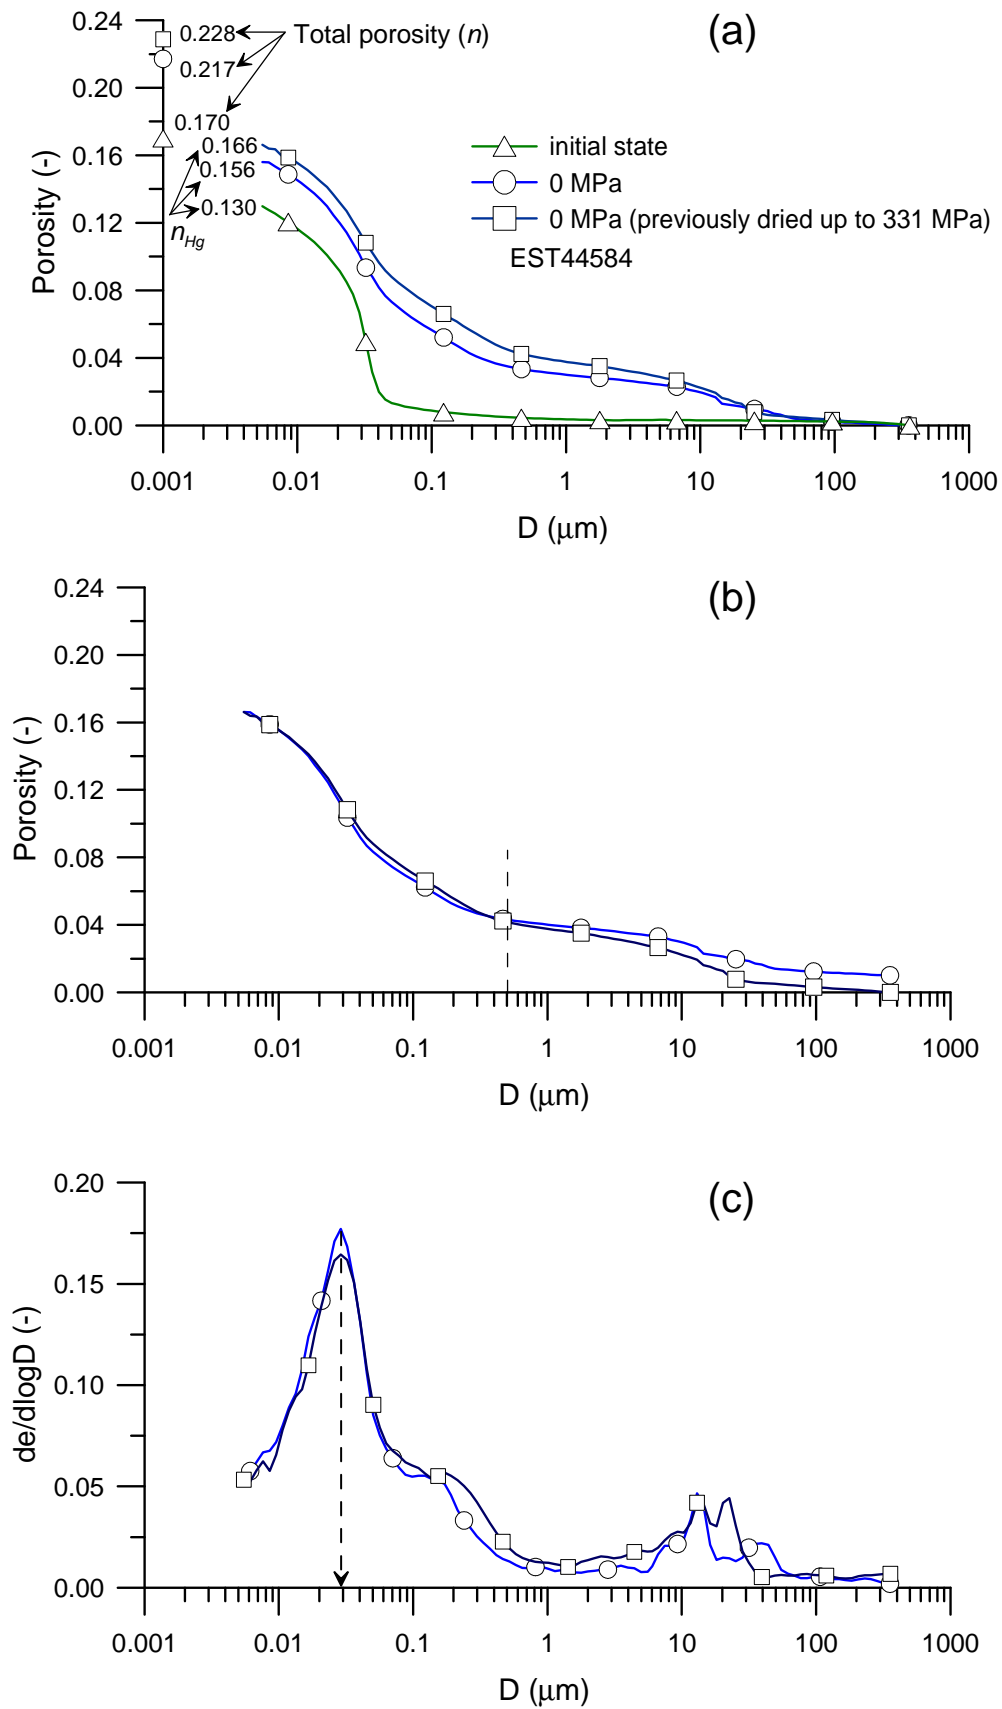 (a)
0.24
0.20
0.16
0.12
0.08
0.04
0.00
Porosity (-)
0.228
0.217
0.170
0.166
0.156
0.130
Total porosity (n)
nHg
initial state
0 MPa
0 MPa (previously dried up to 331 MPa)
EST44584
0.001 0.01 0.1 1 10 100 1000
D (μm)
(b)
0.24
0.20
0.16
0.12
0.08
0.04
0.00
Porosity (-)
0.001 0.01 0.1 1 10 100 1000
D (μm)
(c)
0.20
0.15
0.10
0.05
0.00
de/dlogD (-)
0.001 0.01 0.1 1 10 100 1000
D (μm)